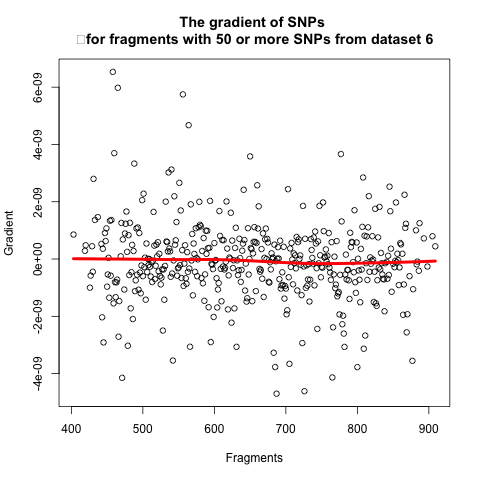 The gradient of SNPs
for fragments with 50 or more SNPs from dataset 6
6e-09
4e-09
2e-09
0e+00
-2e-09
-4e-09
Gradient
400 500 600 700 800 900
Fragments